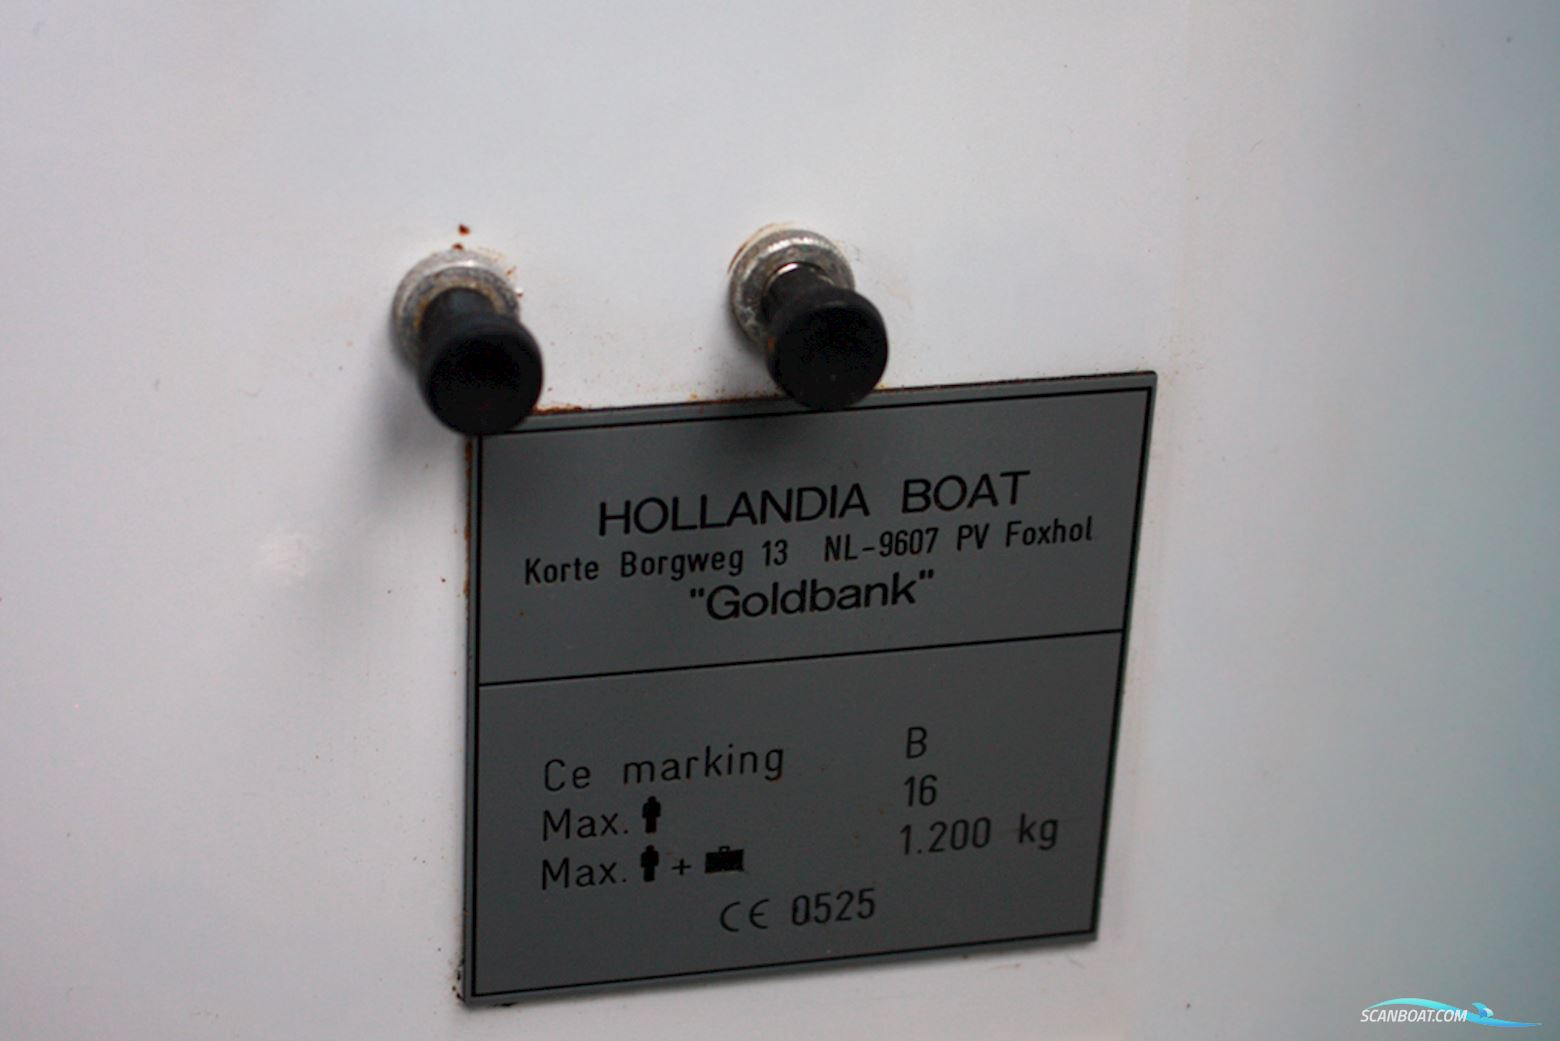 HOLLANDIA BOAT
Korte Borgweg 13 NL-9607 PV Foxhol
"Goldbank"
Ce marking B
Max. 16
Max. + 1.200 kg
CE 0525
SCANBOAT.COM